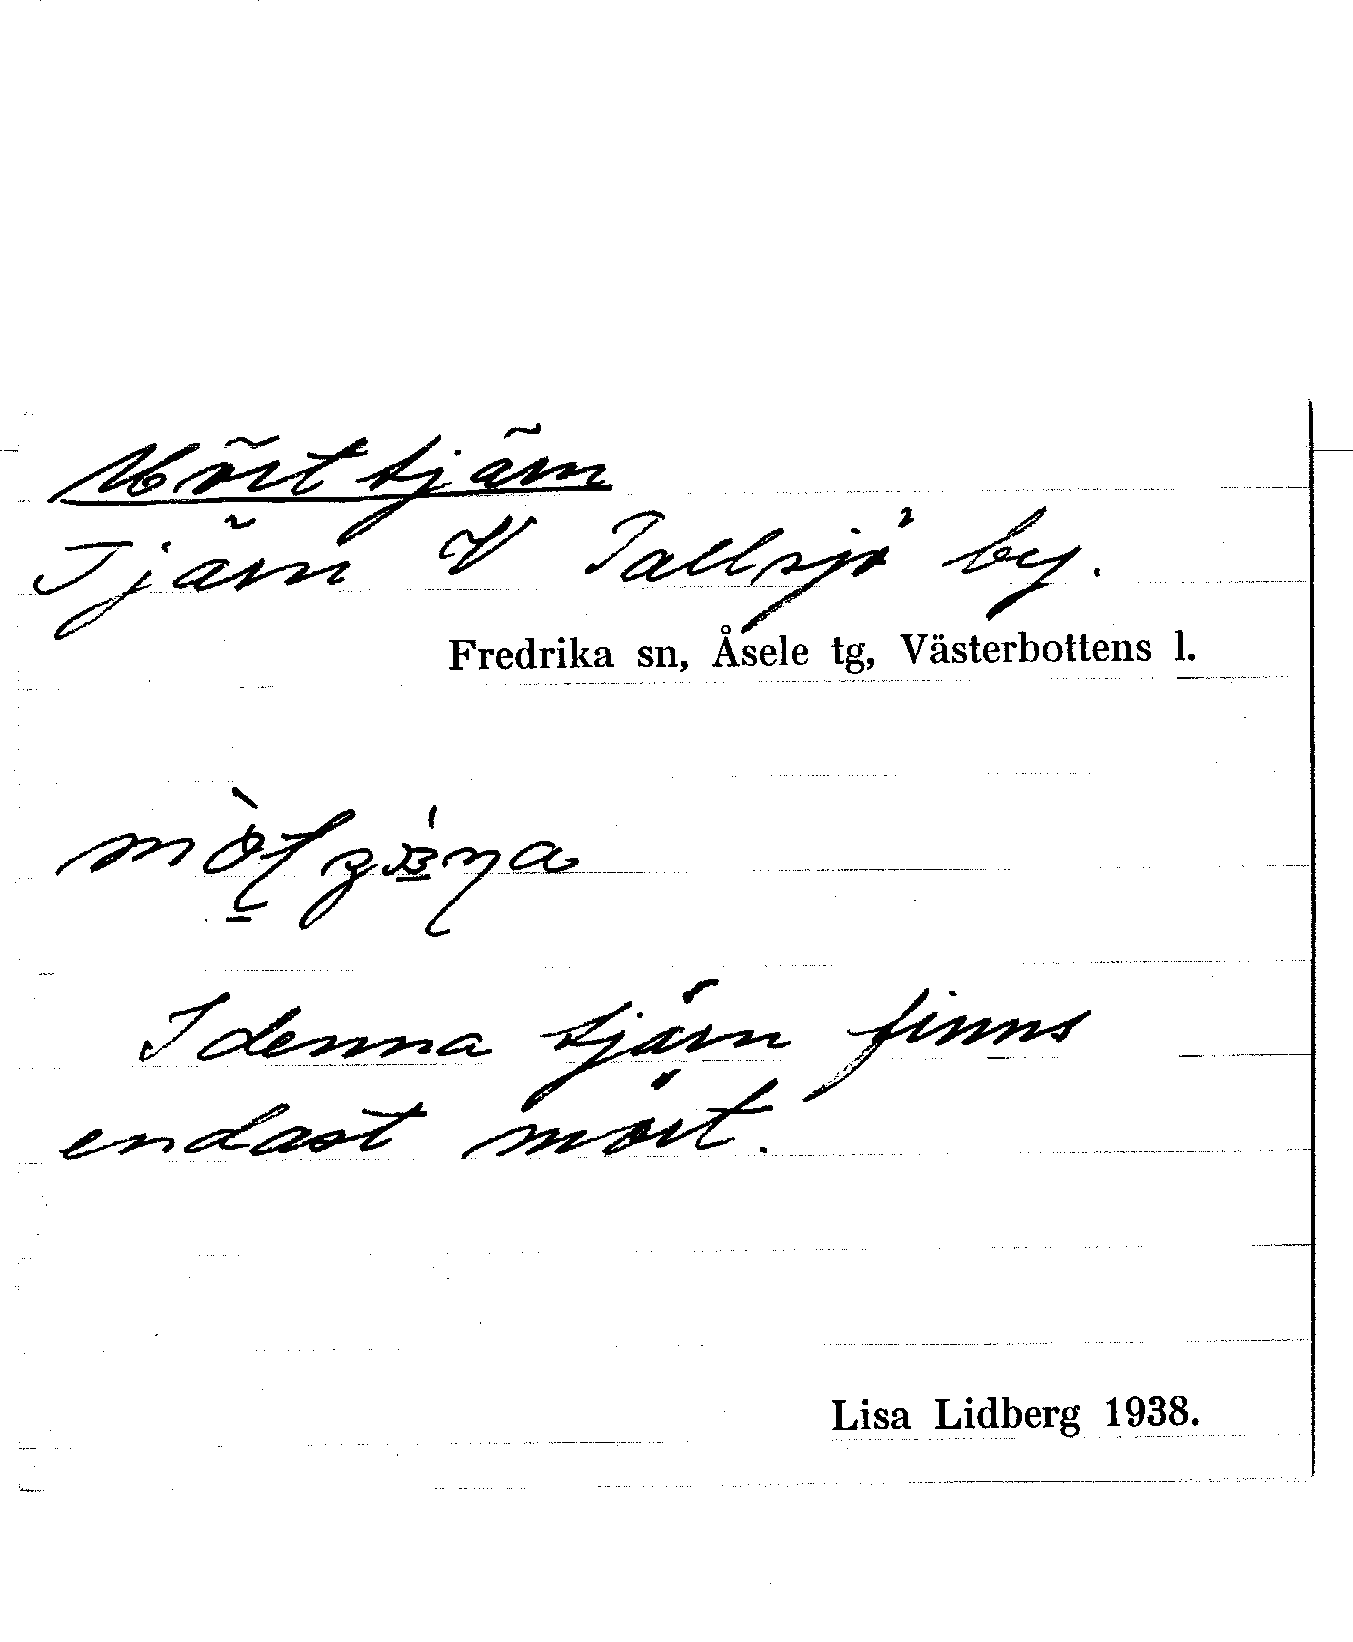 Mörttjärn
Tjärn V Tallsjö by.
Fredrika sn, Åsele tg, Västerbottens l.
I denna tjärn finns
endast mört.
Lisa Lidberg 1938.